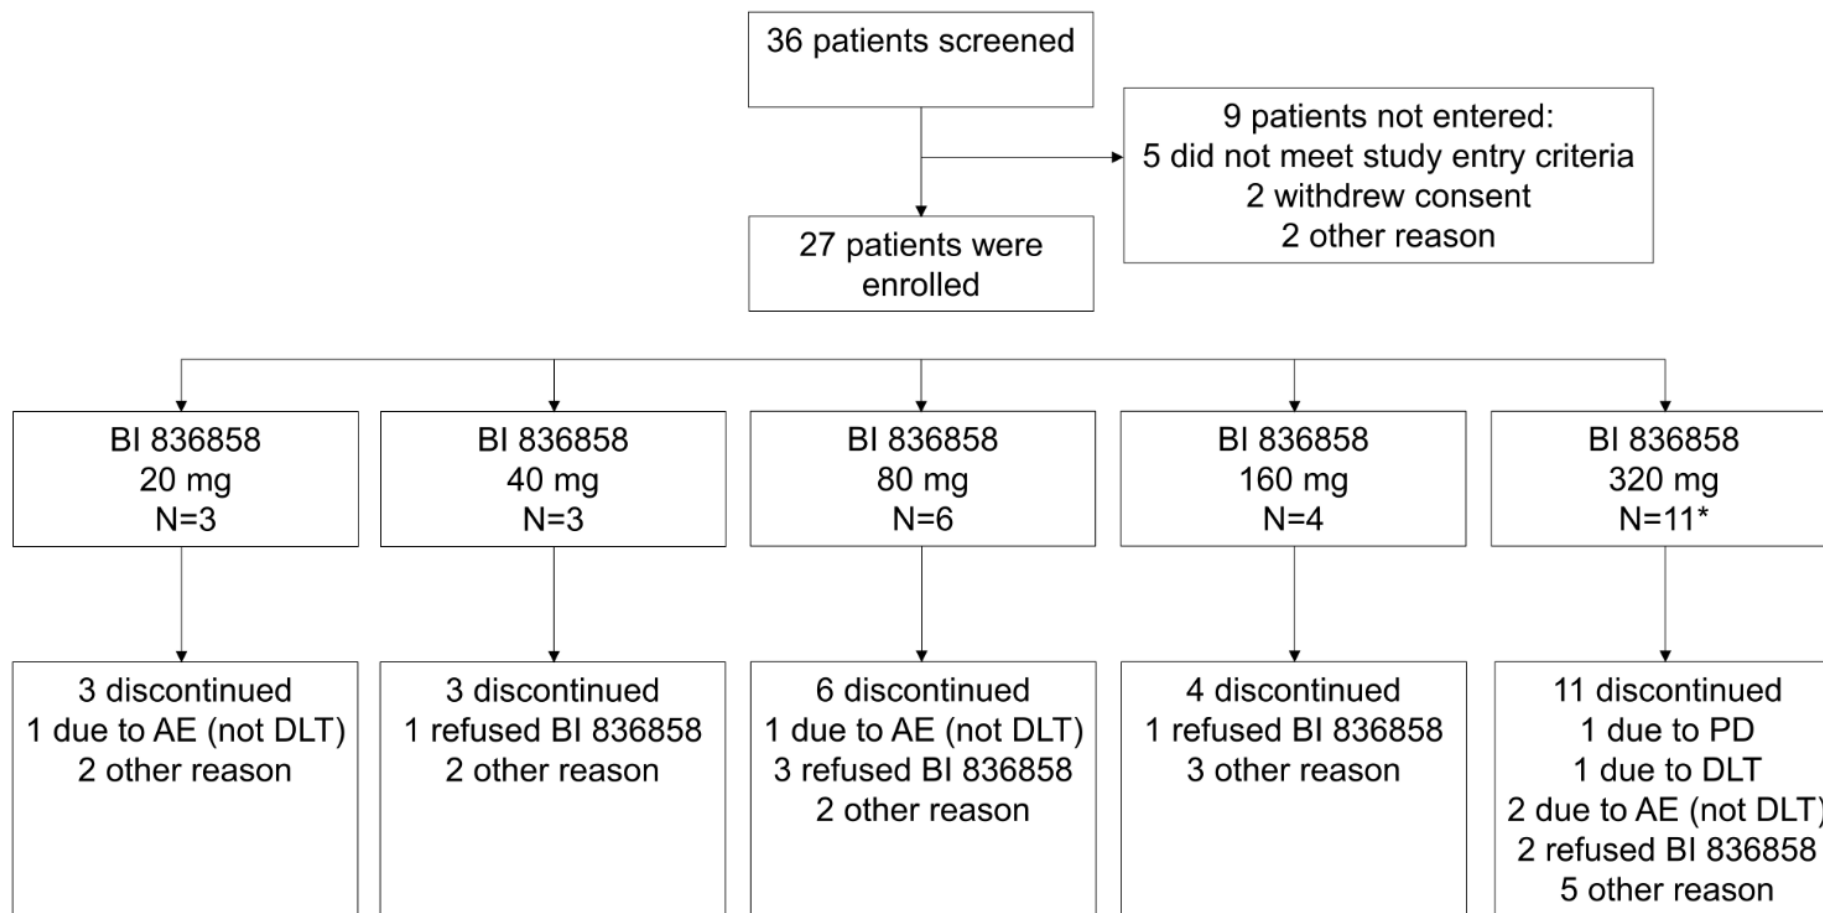 36 patients screened
9 patients not entered:
5 did not meet study entry criteria
2 withdrew consent
2 other reason
27 patients were
enrolled
BI 836858
20 mg
N=3
BI 836858
40 mg
N=3
BI 836858
80 mg
N=6
BI 836858
160 mg
N=4
BI 836858
320 mg
N=11*
3 discontinued
1 due to AE (not DLT)
2 other reason
3 discontinued
1 refused BI 836858
2 other reason
6 discontinued
1 due to AE (not DLT)
3 refused BI 836858
2 other reason
4 discontinued
1 refused BI 836858
3 other reason
11 discontinued
1 due to PD
1 due to DLT
2 due to AE (not DLT)
2 refused BI 836858
5 other reason